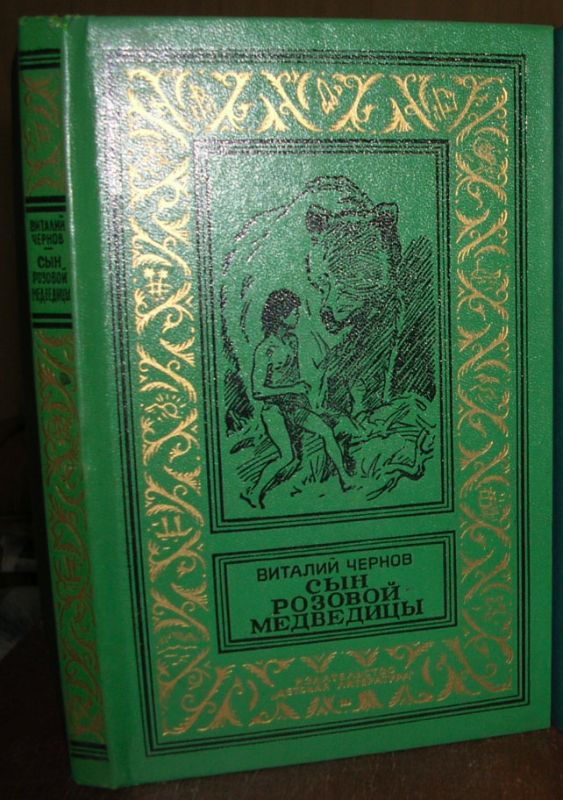 ВИТАЛИЙ
ЧЕРНОВ
СЫН
РОЗОВОЙ
МЕДВЕДИЦЫ
ВИТАЛИЙ ЧЕРНОВ
СЫН
РОЗОВОЙ
МЕДВЕДИЦЫ
ИЗДАТЕЛЬСТВО
"ДЕТСКАЯ ЛИТЕРАТУРА"